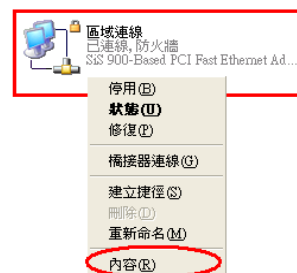 區域連線
已連線, 防火牆
SiS 900-Based PCI Fast Ethernet Ad...
停用(B)
狀態(U)
修復(P)
橋接器連線(G)
建立捷徑(S)
刪除(D)
重新命名(M)
內容(R)